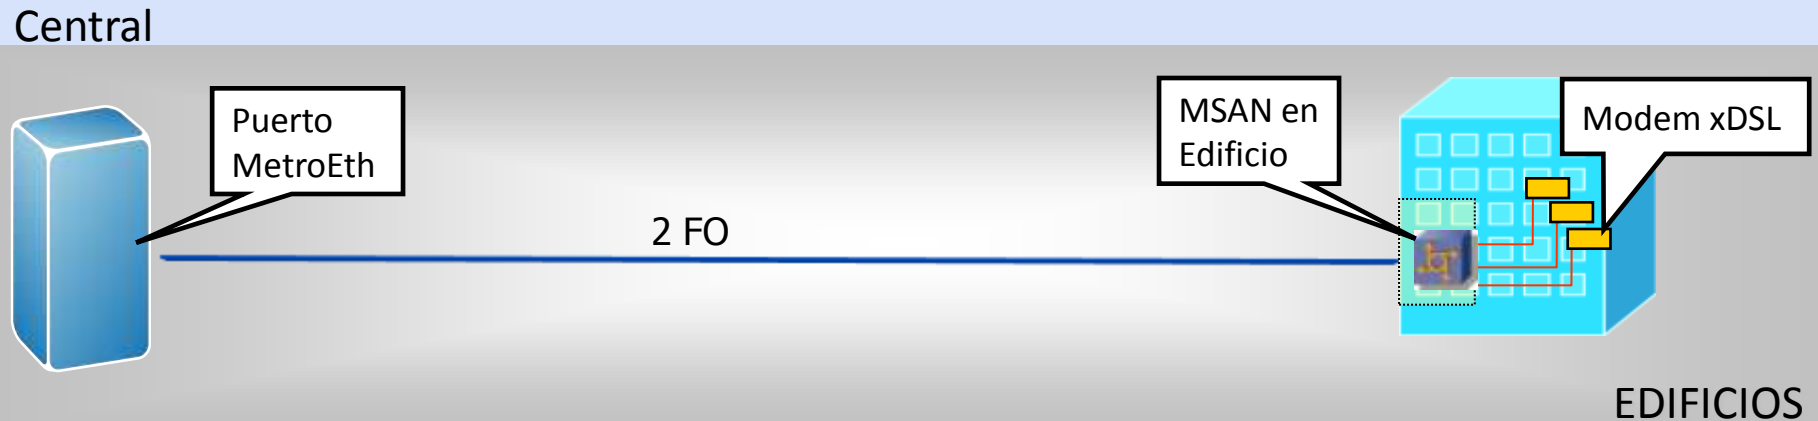 Central
Puerto
MetroEth
MSAN en
Edificio
Modem xDSL
2 FO
EDIFICIOS